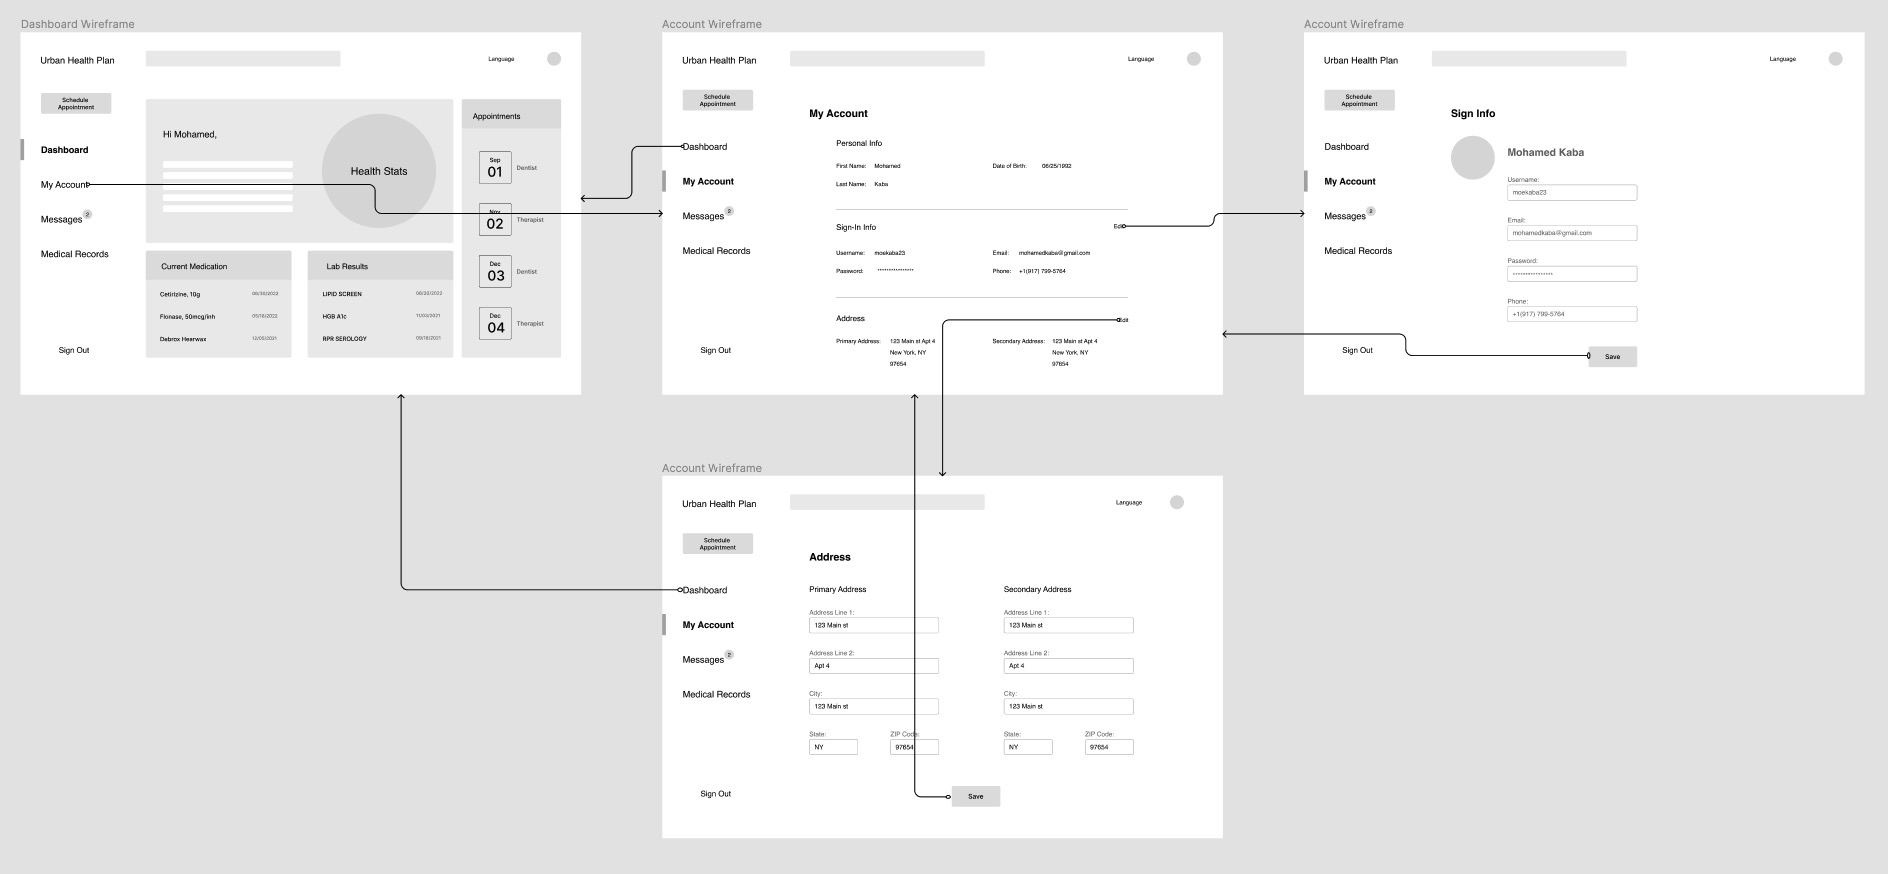 Dashboard Wireframe
Urban Health Plan
Language
Schedule
Appointment
Dashboard
My Account
Messages
2
Medical Records
Sign Out
Hi Mohamed,
Health Stats
Appointments
Sep
01
Dentist
Nov
02
Therapist
Dec
03
Dentist
Dec
04
Therapist
Current Medication
Cetirizine, 10g
06/30/2022
Flonase, 50mcg/inh
05/18/2022
Debrox Hearwax
12/05/2021
Lab Results
LIPID SCREEN
06/30/2022
HGB A1c
11/03/2021
RPR SEROLOGY
09/18/2021
Account Wireframe
Urban Health Plan
Language
Schedule
Appointment
Dashboard
My Account
Messages
2
Medical Records
Sign Out
My Account
Personal Info
First Name: Mohamed
Date of Birth: 06/25/1992
Last Name: Kaba
Sign-In Info
Edit
Username: moekaba23
Email: mohamedkaba@gmail.com
Password: ****************
Phone: +1(917) 799-5764
Address
Edit
Primary Address: 123 Main st Apt 4
New York, NY
97654
Secondary Address: 123 Main st Apt 4
New York, NY
97654
Account Wireframe
Urban Health Plan
Language
Schedule
Appointment
Dashboard
My Account
Messages
2
Medical Records
Sign Out
Sign Info
Mohamed Kaba
Username:
moekaba23
Email:
mohamedkaba@gmail.com
Password:
****************
Phone:
+1(917) 799-5764
Save
Account Wireframe
Urban Health Plan
Language
Schedule
Appointment
Dashboard
My Account
Messages
2
Medical Records
Sign Out
Address
Primary Address
Address Line 1:
123 Main st
Address Line 2:
Apt 4
City:
123 Main st
State:
NY
ZIP Code:
97654
Secondary Address
Address Line 1:
123 Main st
Address Line 2:
Apt 4
City:
123 Main st
State:
NY
ZIP Code:
97654
Save